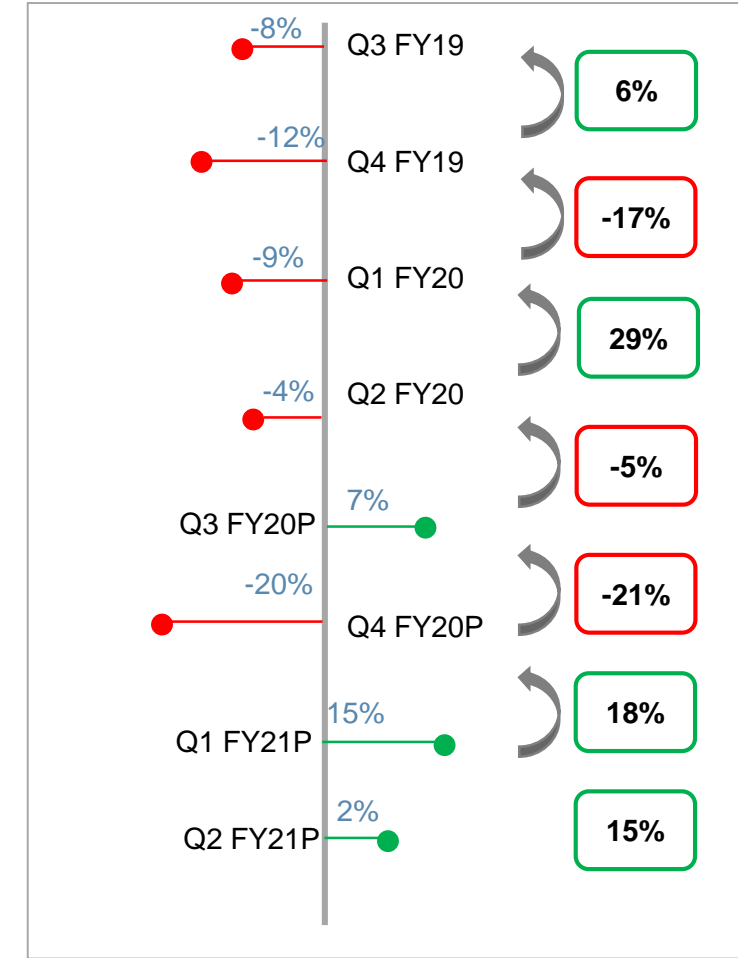 -8%
Q3 FY19
6%
-12%
Q4 FY19
-17%
-9%
Q1 FY20
29%
-4%
Q2 FY20
-5%
7%
Q3 FY20P
-20%
Q4 FY20P
-21%
15%
Q1 FY21P
18%
2%
Q2 FY21P
15%